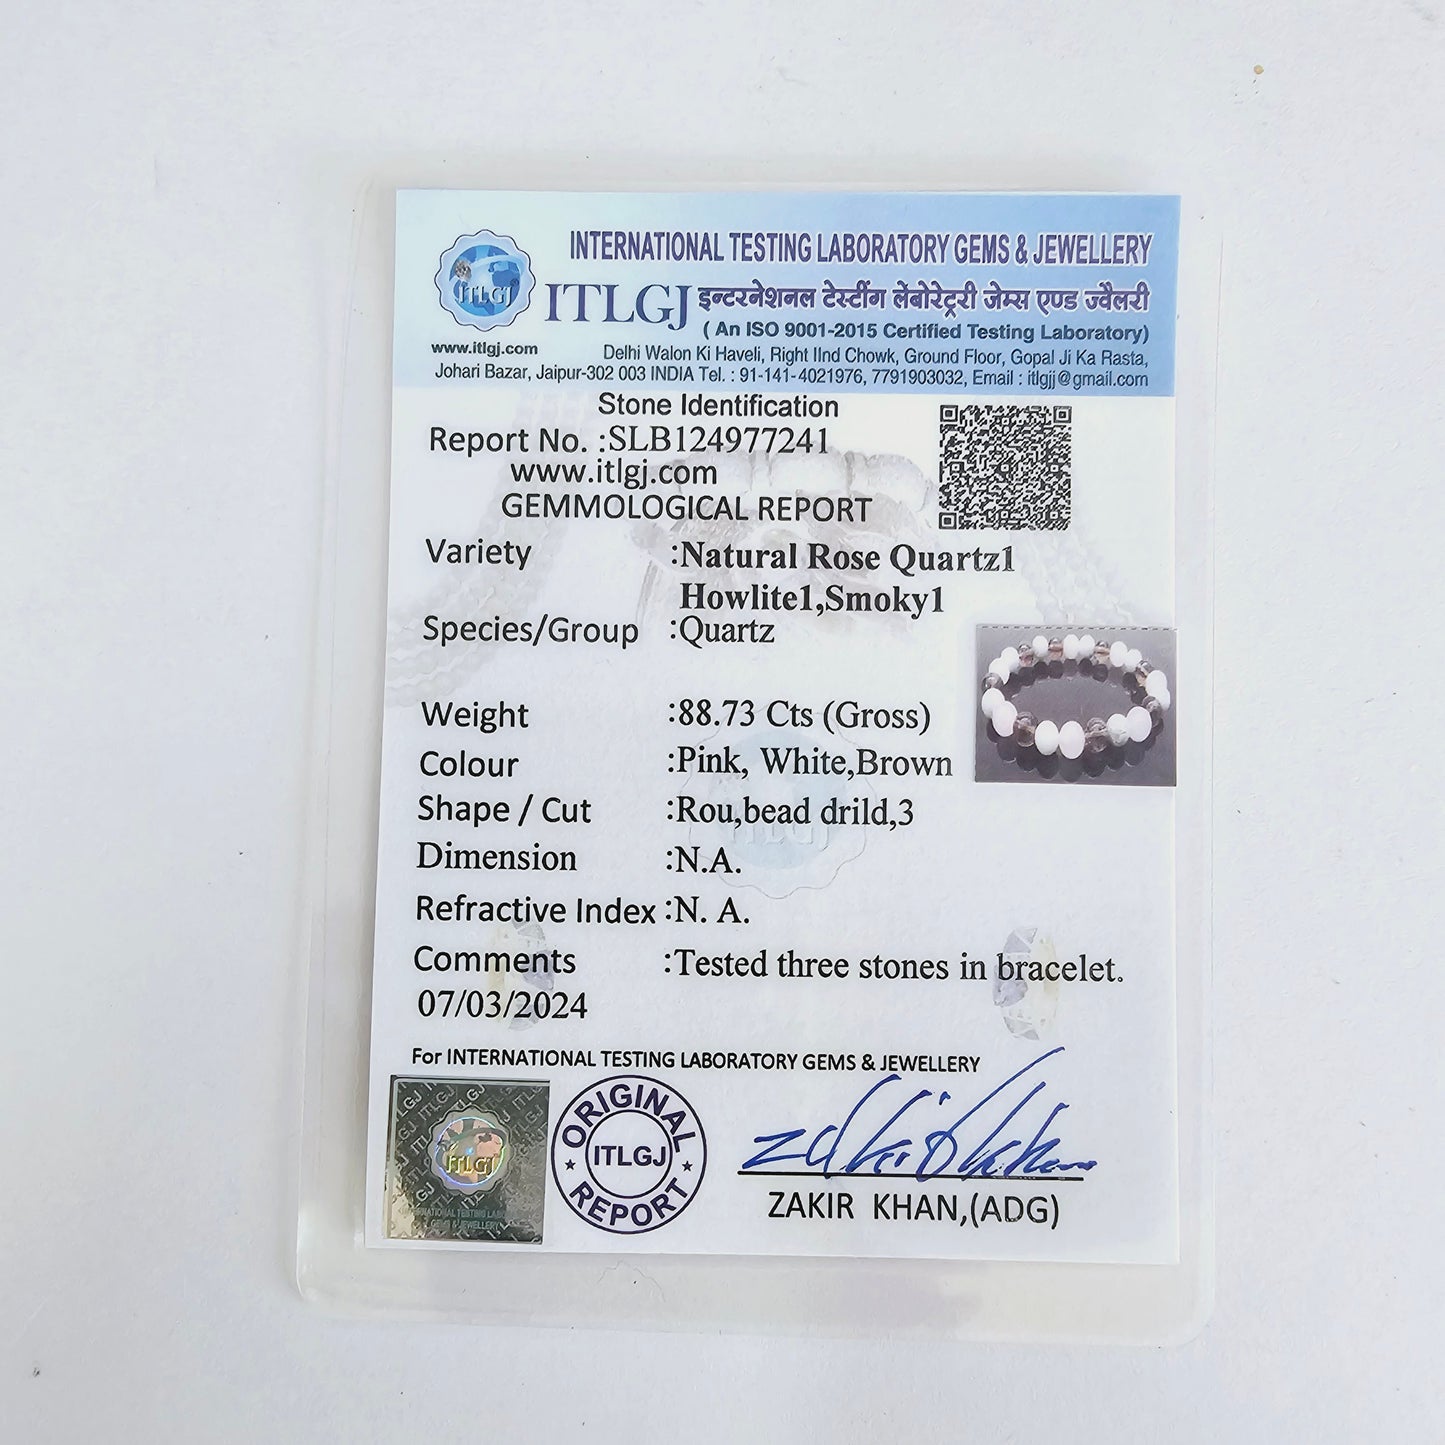 INTERNATIONAL TESTING LABORATORY GEMS & JEWELLERY
ITLGJ
ITLGJ इन्टरनेशनल टेस्टींग लेबोरेट्ररी जेम्स एण्ड ज्वैलरी
( An ISO 9001-2015 Certified Testing Laboratory)
www.itlgj.com Delhi Walon Ki Haveli, Right IInd Chowk, Ground Floor, Gopal Ji Ka Rasta,
Johari Bazar, Jaipur-302 003 INDIA Tel. : 91-141-4021976, 7791903032, Email : itlgjj@gmail.com
Stone Identification
Report No. :SLB124977241
www.itlgj.com
GEMMOLOGICAL REPORT
Variety :Natural Rose Quartz1
Howlite1,Smoky1
Species/Group :Quartz
Weight :88.73 Cts (Gross)
Colour :Pink, White,Brown
Shape / Cut :Rou,bead drild,3
ITLGJ
Dimension :N.A.
Refractive Index :N. A.
Comments :Tested three stones in bracelet.
07/03/2024
For INTERNATIONAL TESTING LABORATORY GEMS & JEWELLERY
ITLGJ
ORIGINAL
ITLGJ
REPORT
ZAKIR KHAN,(ADG)